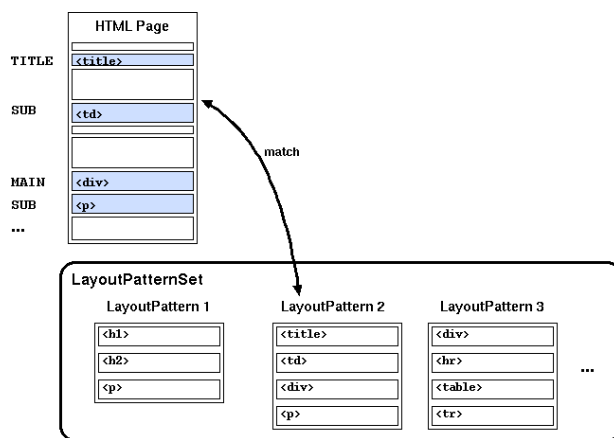 HTML Page
TITLE <title>
SUB <td>
MAIN <div>
SUB <p>
...
match
LayoutPatternSet
LayoutPattern 1
<h1>
<h2>
<p>
LayoutPattern 2
<title>
<td>
<div>
<p>
LayoutPattern 3
<div>
<hr>
<table>
<tr>
...